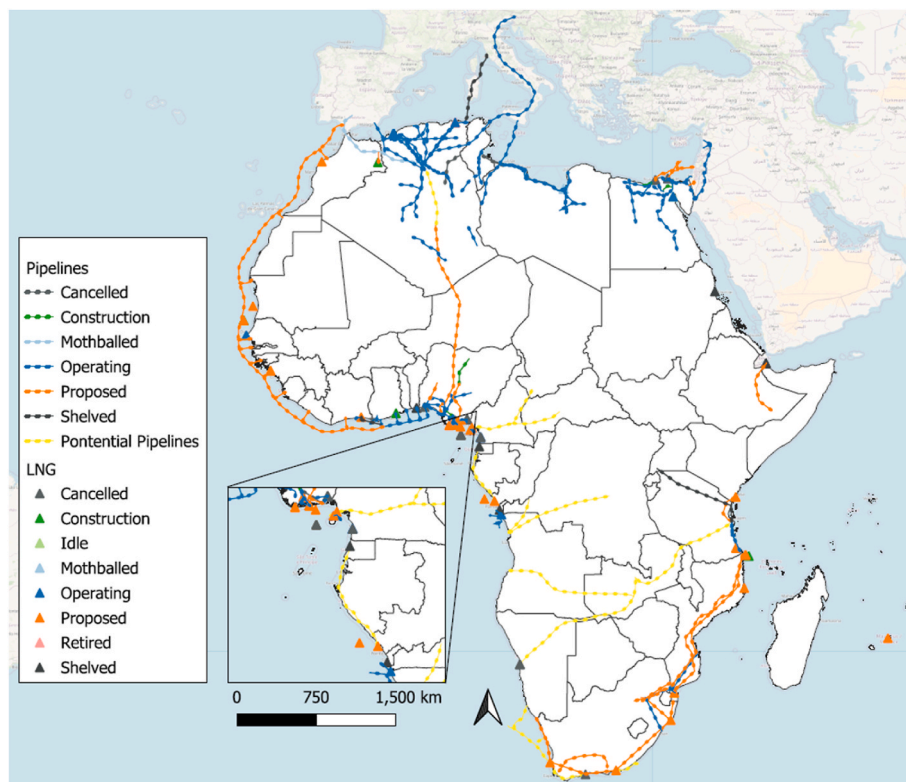 Pipelines
Cancelled
Construction
Mothballed
Operating
Proposed
Shelved
Pontential Pipelines
LNG
Cancelled
Construction
Idle
Mothballed
Operating
Proposed
Retired
Shelved
0 750 1,500 km